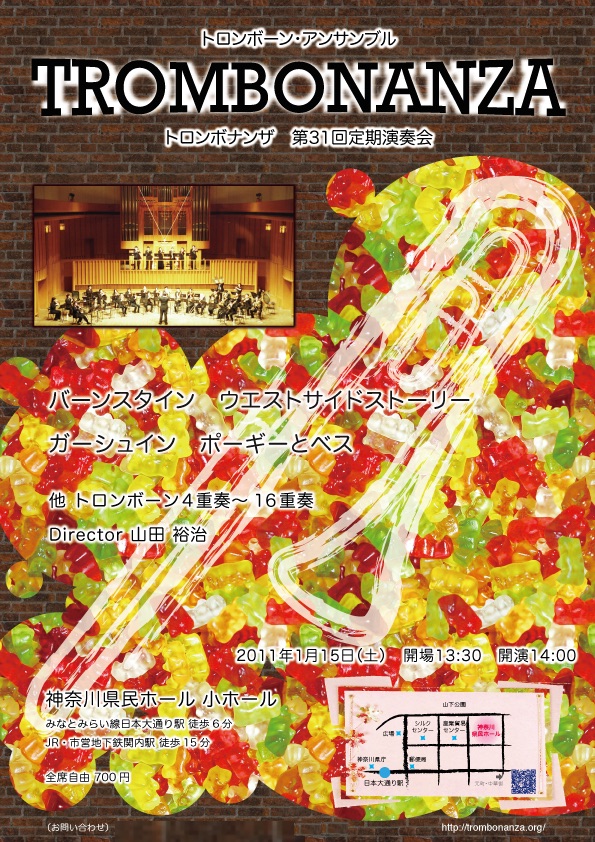 トロンボーン・アンサンブル
TROMBONANZA
トロンボナンザ 第31回定期演奏会
バーンスタイン ウエストサイドストーリー
ガーシュイン ポーギーとベス
他 トロンボーン4重奏～16重奏
Director 山田 裕治
2011年1月15日(土) 開場13:30 開演14:00
神奈川県民ホール 小ホール
みなとみらい線日本大通り駅 徒歩6分
JR・市営地下鉄関内駅 徒歩15分
全席自由 700円
山下公園
広場
シルク
センター
産業貿易
センター
神奈川
県民ホール
神奈川県庁
郵便局
日本大通り駅
元町・中華街
(お問い合わせ)
http://trombonanza.org/